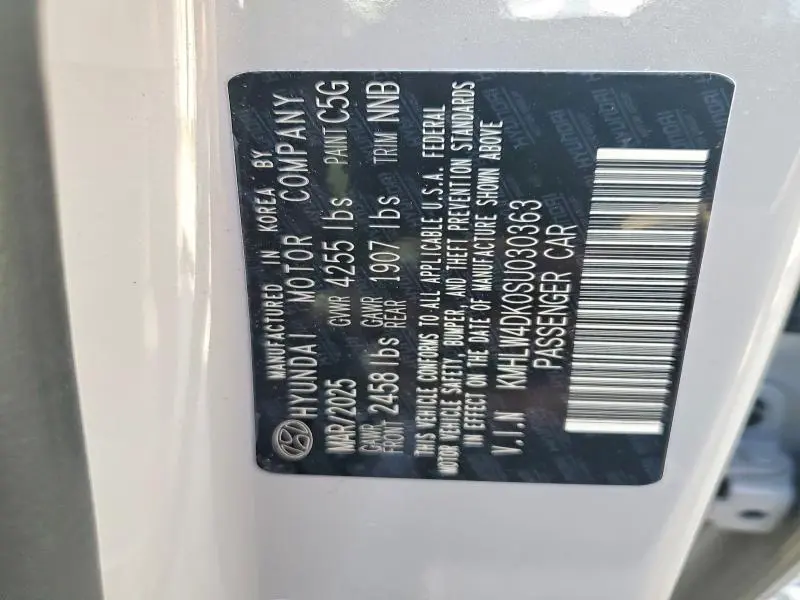 MANUFACTURED IN KOREA BY
HYUNDAI MOTOR COMPANY
MAR/2025 GVWR 4255 lbs PAINT C5G
GAWR FRONT 2458 lbs GAWR REAR 1907 lbs TRIM NNB
THIS VEHICLE CONFORMS TO ALL APPLICABLE U.S.A. FEDERAL
MOTOR VEHICLE SAFETY, BUMPER, AND THEFT PREVENTION STANDARDS
IN EFFECT ON THE DATE OF MANUFACTURE SHOWN ABOVE
V.I.N KMHLW4DK0SU030363
PASSENGER CAR